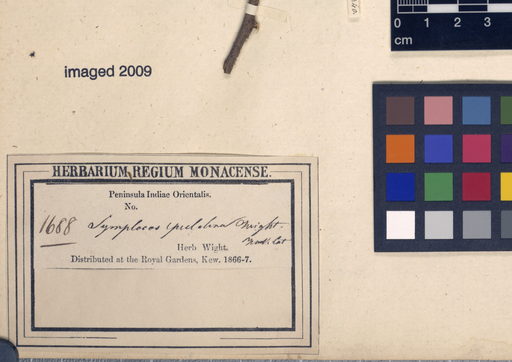 0 1 2 3
cm
imaged 2009
HERBARIUM REGIUM MONACENSE.
Peninsula Indiae Orientalis.
No.
1688 Symplocos pulchra Wight.
Herb. Wight.
Distributed at the Royal Gardens, Kew. 1866-7.